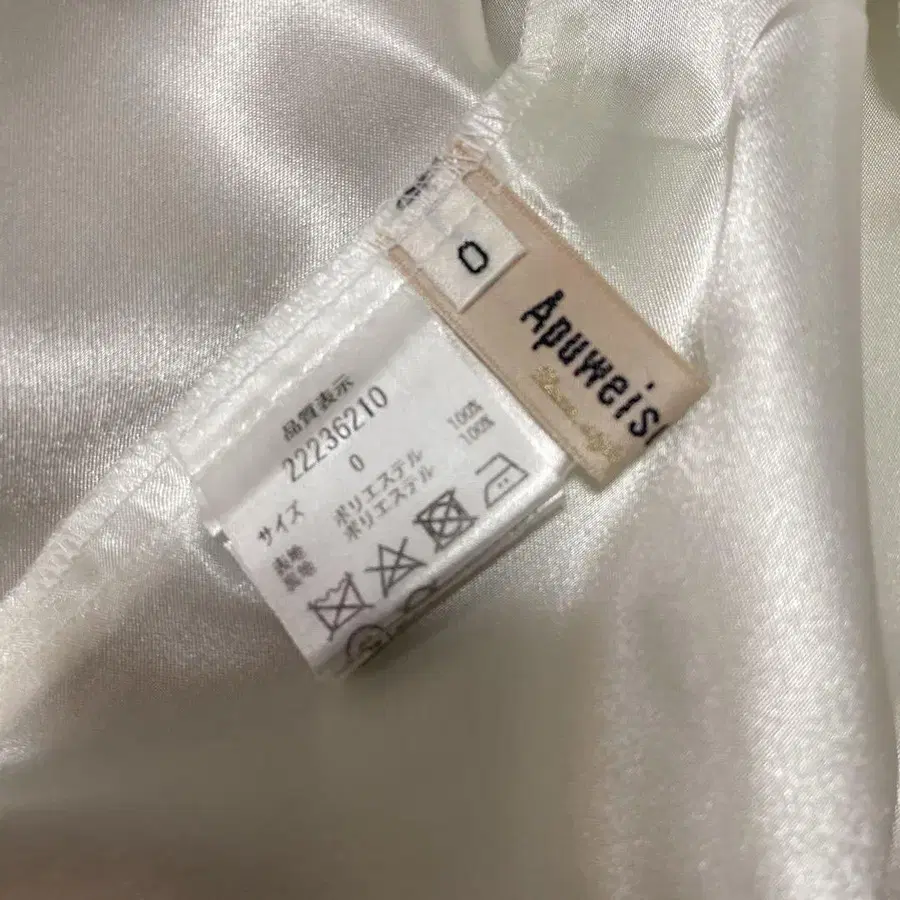 0
Apuweis
品質表示
22236210
サイズ 0
表地 ポリエステル 100%
裏地 ポリエステル 100%